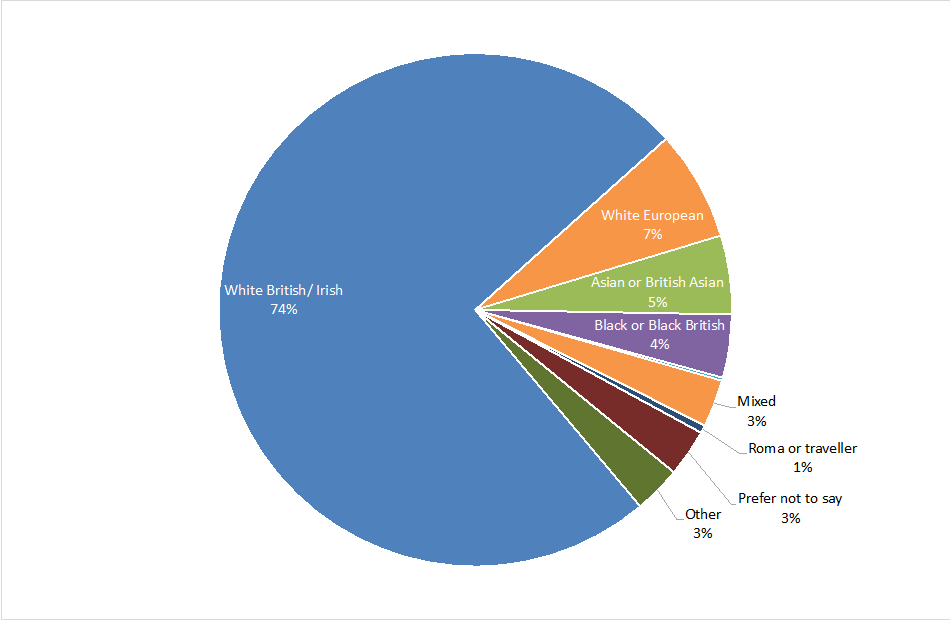 White European
7%
Asian or British Asian
5%
White British/ Irish
74%
Black or Black British
4%
Mixed
3%
Roma or traveller
1%
Prefer not to say
3%
Other
3%